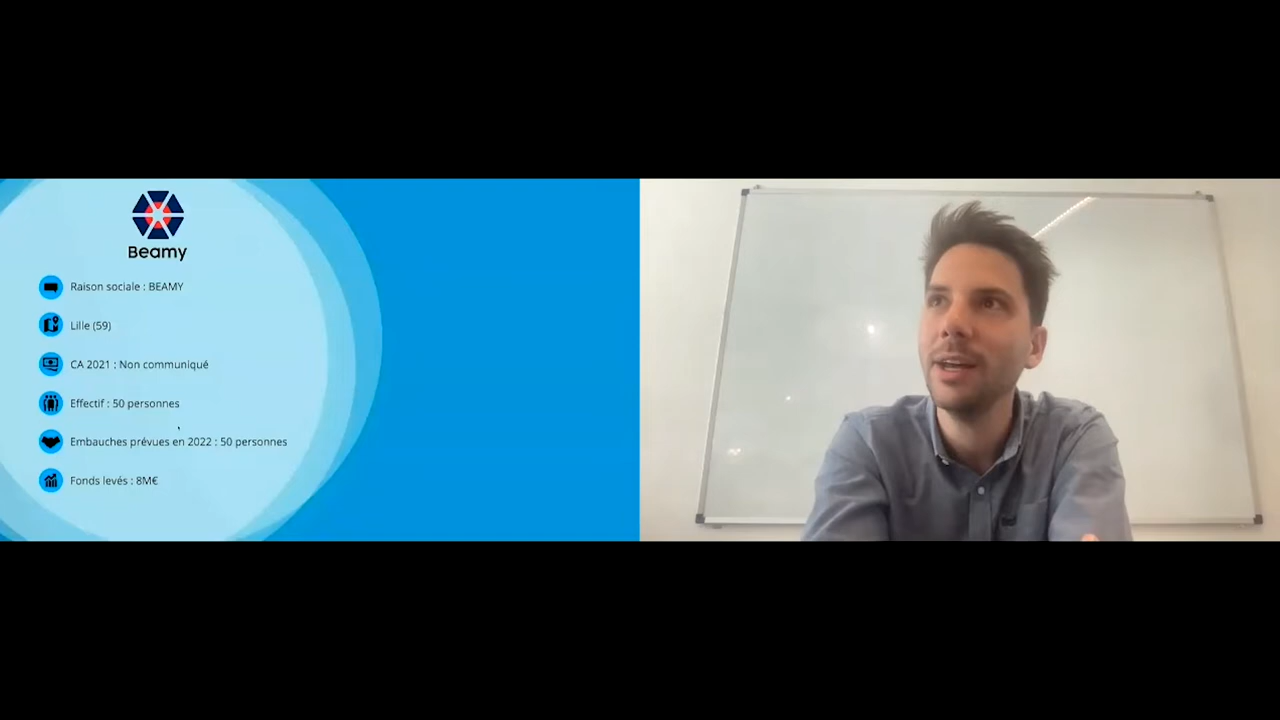 Beamy
Raison sociale : BEAMY
Lille (59)
CA 2021 : Non communiqué
Effectif : 50 personnes
Embauches prévues en 2022 : 50 personnes
Fonds levés : 8M€